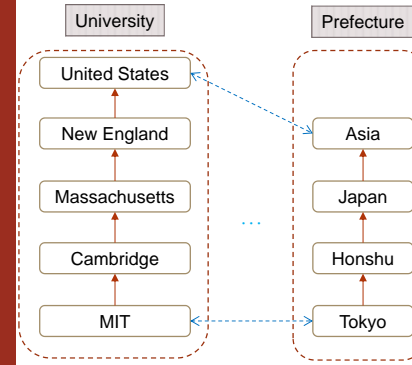 University
Prefecture
United States
New England
Asia
Massachusetts
Japan
...
Cambridge
Honshu
MIT
Tokyo